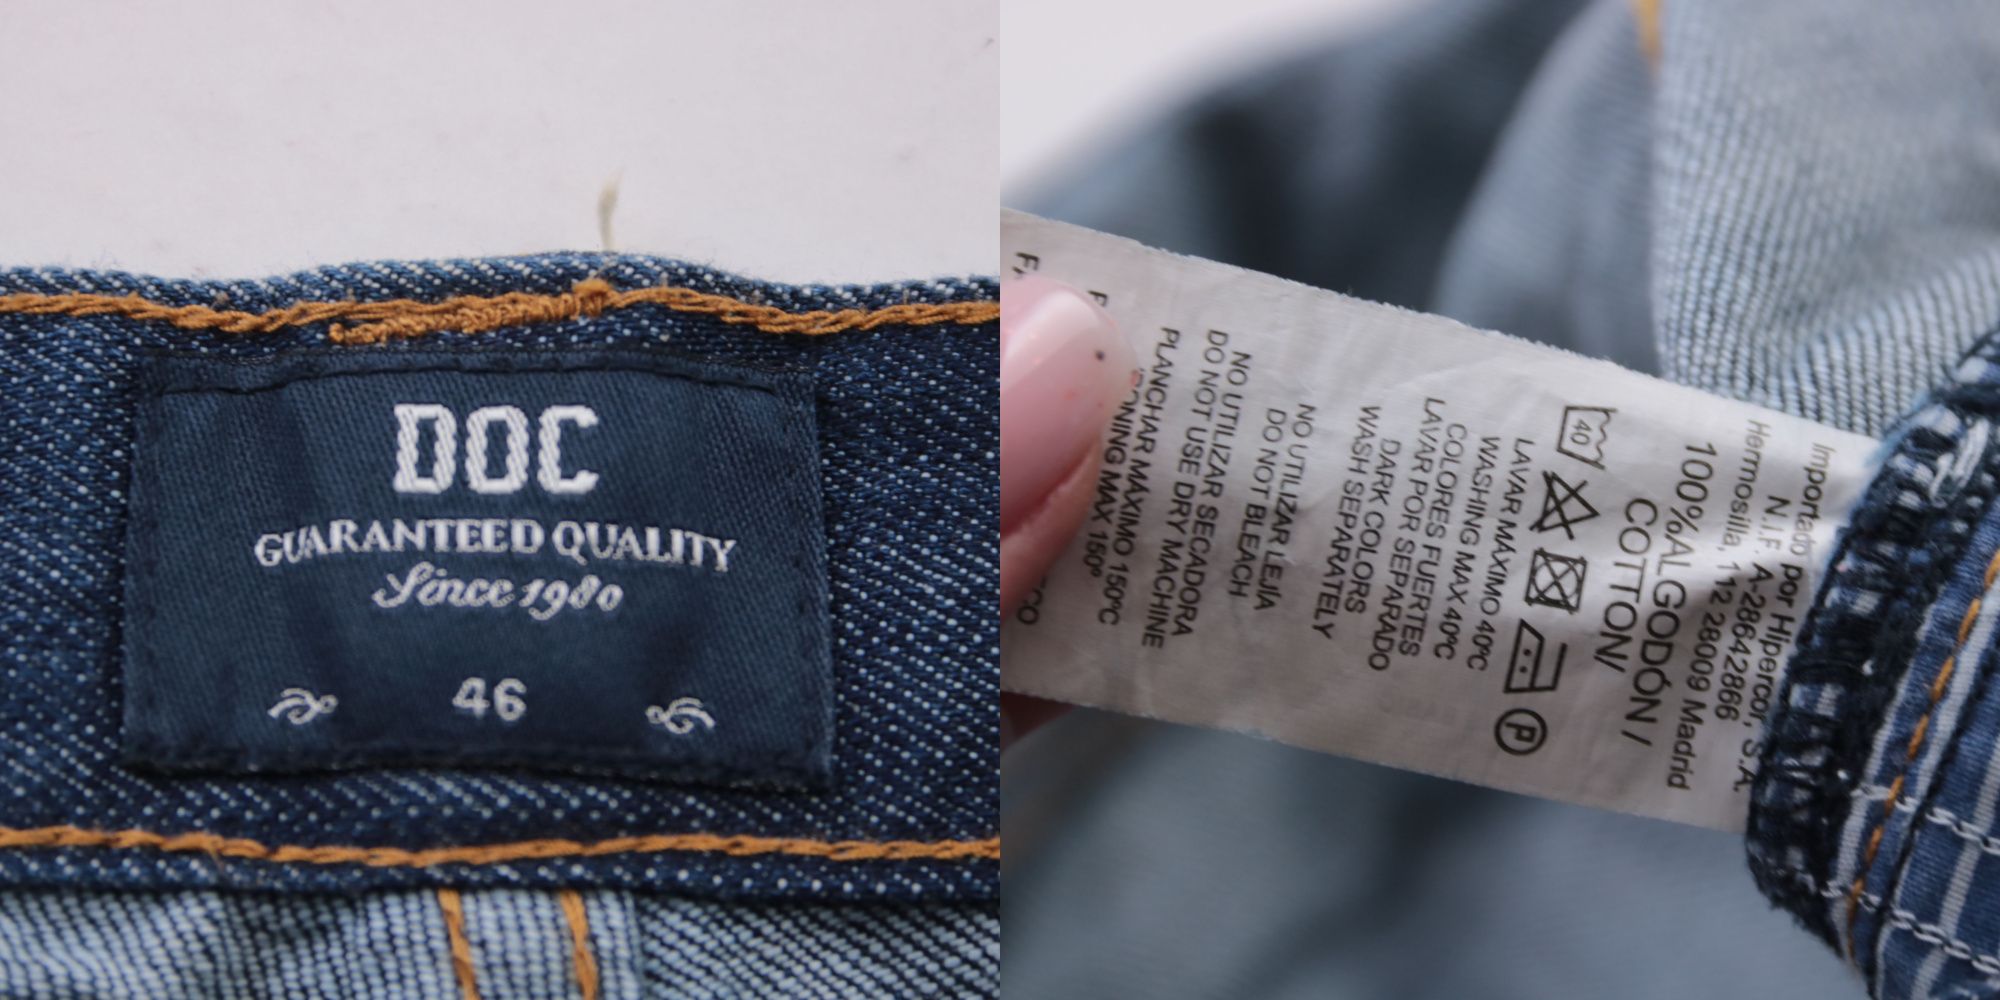 DOC
GUARANTEED QUALITY
Since 1980
46
Importado por Hipercor, S.A.
N.I.F. A-28642866
Hermosilla, 112 28009 Madrid
100% ALGODÓN /
COTTON/
40
P
LAVAR MÁXIMO 40ºC
WASHING MAX 40ºC
COLORES FUERTES
LAVAR POR SEPARADO
DARK COLORS
WASH SEPARATELY
NO UTILIZAR LEJÍA
DO NOT BLEACH
NO UTILIZAR SECADORA
DO NOT USE DRY MACHINE
PLANCHAR MÁXIMO 150ºC
MAX 150º